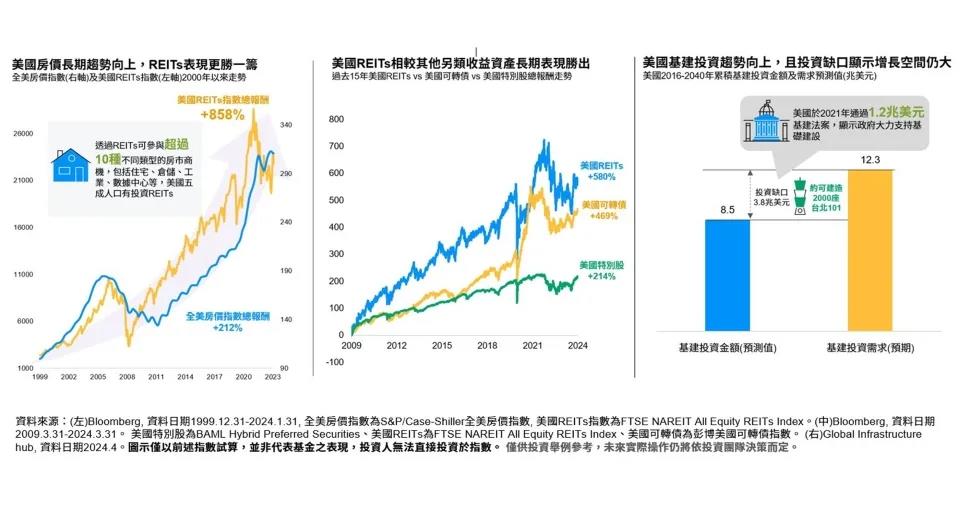 美國房價長期趨勢向上，REITs表現更勝一籌
全美房價指數(右軸)及美國REITs指數(左軸)2000年以來走勢
美國REITs指數總報酬
+858%
透過REITs可參與超過
10種不同類型的房市商
機，包括住宅、倉儲、工
業、數據中心等，美國五
成人口有投資REITs
全美房價指數總報酬
+212%
26000
21000
16000
11000
6000
1000
340
290
240
190
140
90
1999 2002 2005 2008 2011 2014 2017 2020 2023
美國REITs相較其他另類收益資產長期表現勝出
過去15年美國REITs vs 美國可轉債 vs 美國特別股總報酬走勢
800
700
600
500
400
300
200
100
0
-100
2009 2012 2015 2018 2021 2024
美國REITs
+580%
美國可轉債
+469%
美國特別股
+214%
美國基建投資趨勢向上，且投資缺口顯示增長空間仍大
美國2016-2040年累積基建投資金額及需求預測值(兆美元)
美國於2021年通過1.2兆美元
基建法案，顯示政府大力支持基
礎建設
12.3
8.5
投資缺口
3.8兆美元
約可建造
2000座
台北101
基建投資金額(預測值)
基建投資需求(預期)
資料來源：(左)Bloomberg, 資料日期1999.12.31-2024.1.31, 全美房價指數為S&P/Case-Shiller全美房價指數, 美國REITs指數為FTSE NAREIT All Equity REITs Index。(中)Bloomberg, 資料日期
2009.3.31-2024.3.31。 美國特別股為BAML Hybrid Preferred Securities、美國REITs為FTSE NAREIT All Equity REITs Index、美國可轉債為彭博美國可轉債指數。 (右)Global Infrastructure
hub, 資料日期2024.4。圖示僅以前述指數試算，並非代表基金之表現，投資人無法直接投資於指數。 僅供投資舉例參考，未來實際操作仍將依投資團隊決策而定。